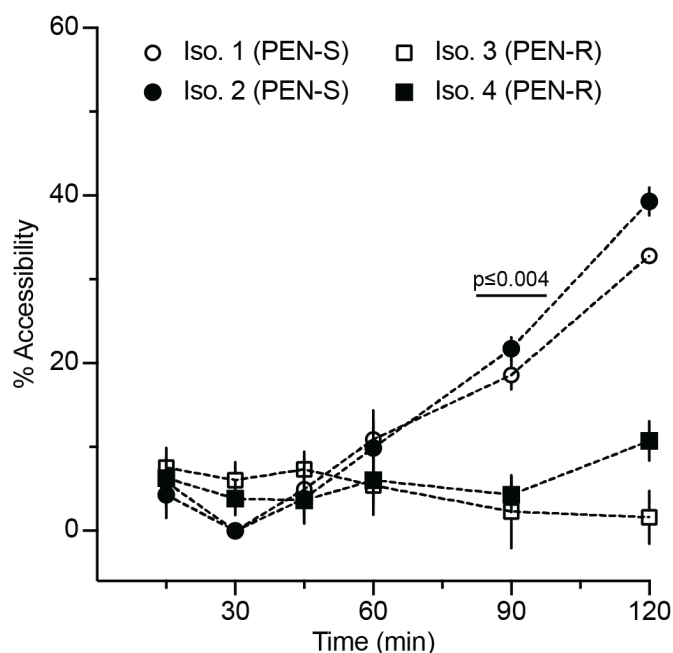 60
Iso. 1 (PEN-S) Iso. 3 (PEN-R)
Iso. 2 (PEN-S) Iso. 4 (PEN-R)
40
% Accessibility
p≤0.004
20
0
30 60 90 120
Time (min)